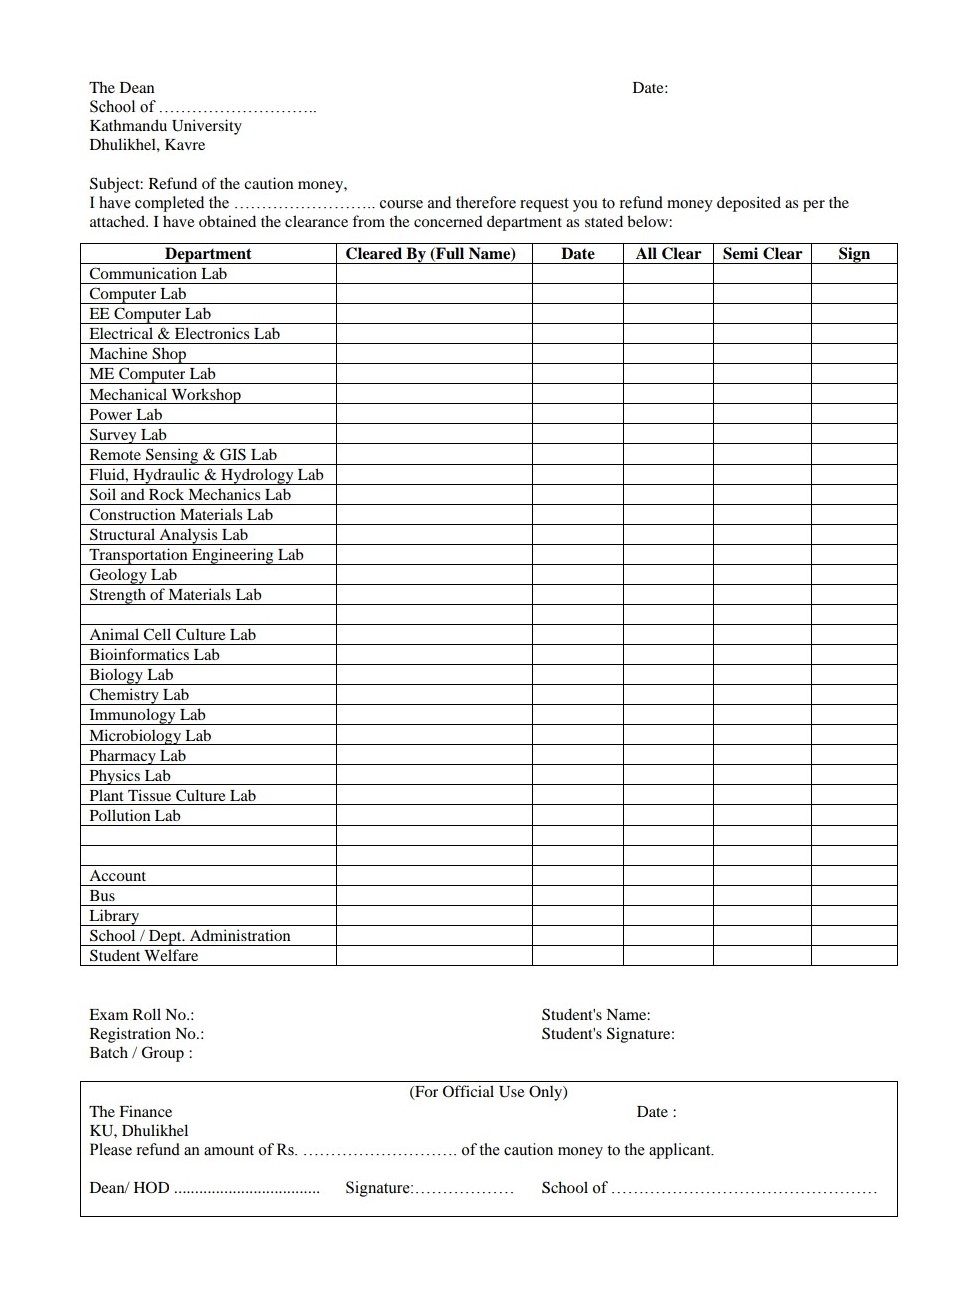 The Dean Date:
School of ………………………..
Kathmandu University
Dhulikhel, Kavre
Subject: Refund of the caution money,
I have completed the …………………….. course and therefore request you to refund money deposited as per the
attached. I have obtained the clearance from the concerned department as stated below:
Department Cleared By (Full Name) Date All Clear Semi Clear Sign
Communication Lab
Computer Lab
EE Computer Lab
Electrical & Electronics Lab
Machine Shop
ME Computer Lab
Mechanical Workshop
Power Lab
Survey Lab
Remote Sensing & GIS Lab
Fluid, Hydraulic & Hydrology Lab
Soil and Rock Mechanics Lab
Construction Materials Lab
Structural Analysis Lab
Transportation Engineering Lab
Geology Lab
Strength of Materials Lab
Animal Cell Culture Lab
Bioinformatics Lab
Biology Lab
Chemistry Lab
Immunology Lab
Microbiology Lab
Pharmacy Lab
Physics Lab
Plant Tissue Culture Lab
Pollution Lab
Account
Bus
Library
School / Dept. Administration
Student Welfare
Exam Roll No.: Student's Name:
Registration No.: Student's Signature:
Batch / Group :
(For Official Use Only)
The Finance Date :
KU, Dhulikhel
Please refund an amount of Rs. ………………………. of the caution money to the applicant.
Dean/ HOD ................................... Signature:……………… School of …………………………………………